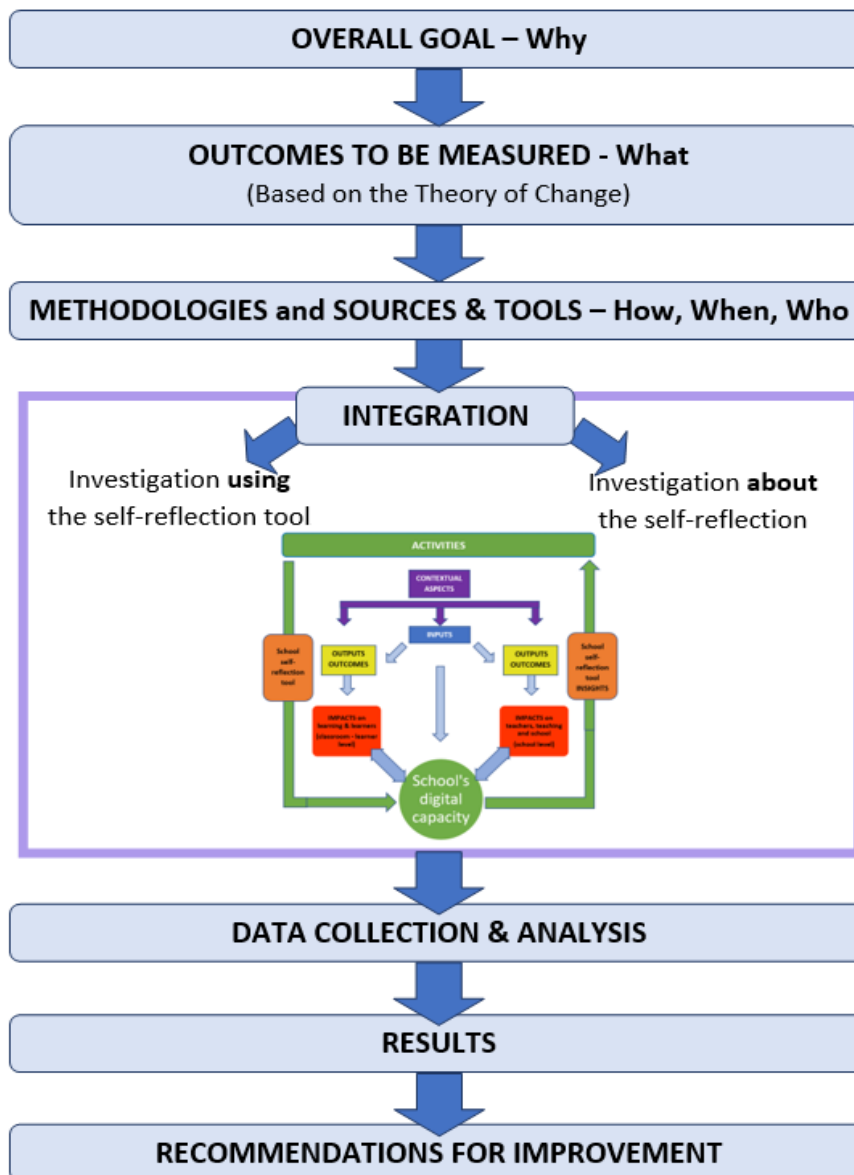 OVERALL GOAL – Why
OUTCOMES TO BE MEASURED - What
(Based on the Theory of Change)
METHODOLOGIES and SOURCES & TOOLS – How, When, Who
INTEGRATION
Investigation using
the self-reflection tool
Investigation about
the self-reflection
ACTIVITIES
CONTEXTUAL
ASPECTS
INPUTS
School
self-
reflection
tool
OUTPUTS
OUTCOMES
OUTPUTS
OUTCOMES
School
self-
reflection
tool
INSIGHTS
IMPACTS on
learning & learners
(classroom - learner
level)
IMPACTS on
teachers, teaching
and school
(school level)
School's
digital
capacity
DATA COLLECTION & ANALYSIS
RESULTS
RECOMMENDATIONS FOR IMPROVEMENT